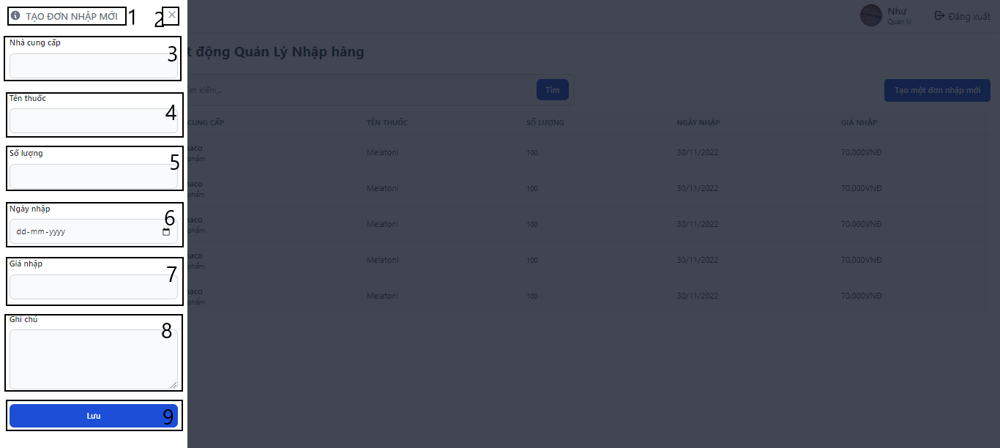 TẠO ĐƠN NHẬP MỚI 1
2 ×
Nhà cung cấp
3
Tên thuốc
4
Số lượng
5
Ngày nhập
dd-mm-yyyy 6
Giá nhập
7
Ghi chú
8
Lưu 9
Như
Quản lý
Đăng xuất
t động Quản Lý Nhập hàng
ìm kiếm,.. Tìm
Tạo một đơn nhập mới
CUNG CẤP TÊN THUỐC SỐ LƯỢNG NGÀY NHẬP GIÁ NHẬP
naco
phẩm
Melatoni 100 30/11/2022 70.000VNĐ
naco
phẩm
Melatoni 100 30/11/2022 70.000VNĐ
naco
phẩm
Melatoni 100 30/11/2022 70.000VNĐ
naco
phẩm
Melatoni 100 30/11/2022 70.000VNĐ
naco
phẩm
Melatoni 100 30/11/2022 70.000VNĐ